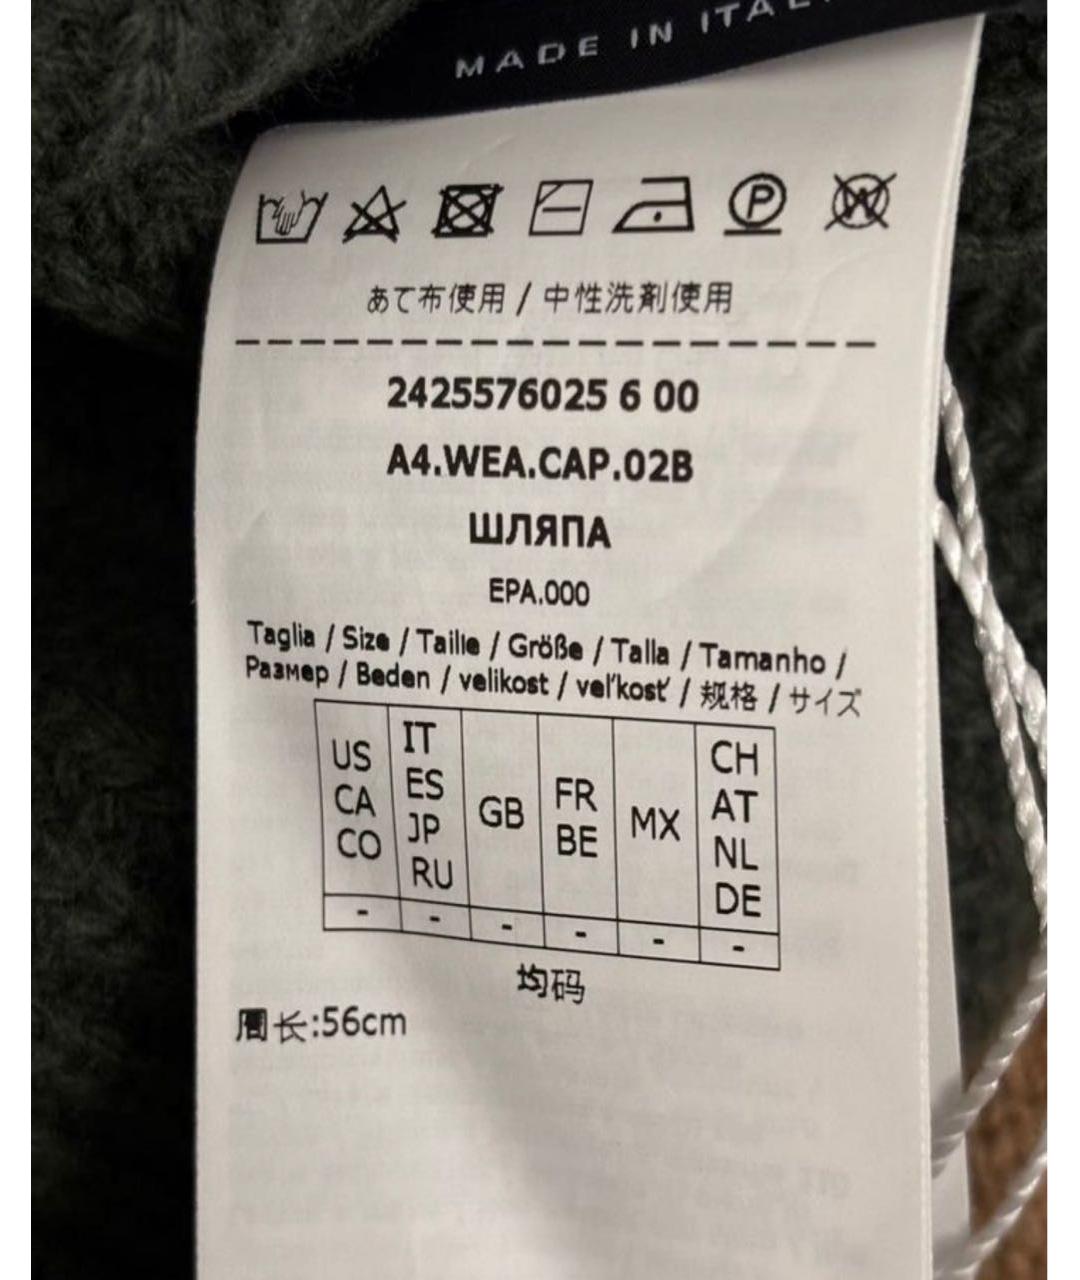 MADE IN ITAL
P
W
あて布使用 / 中性洗剤使用
2425576025 6 00
A4.WEA.CAP.02B
ШЛЯПА
EPA.000
Taglia / Size / Taille / Größe / Talla / Tamanho /
Размер / Beden / velikost / veľkosť / 规格 / サイズ
US CA CO
IT ES JP RU
GB
FR BE
MX
CH AT NL DE
- - - - - -
均码
周长:56cm